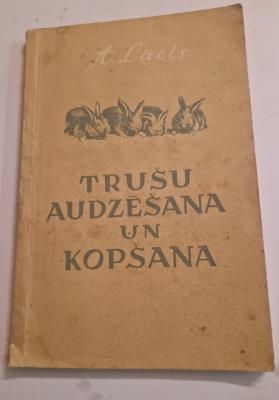 A. Lācis
TRUŠU
AUDZĒŠANA
UN
KOPŠANA